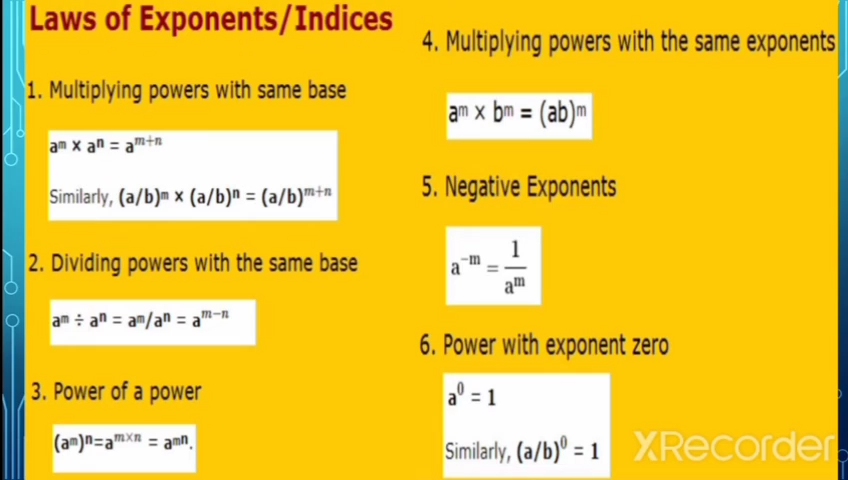 Laws of Exponents/Indices
1. Multiplying powers with same base
aᵐ x aⁿ = aᵐ⁺ⁿ
Similarly, (a/b)ᵐ x (a/b)ⁿ = (a/b)ᵐ⁺ⁿ
2. Dividing powers with the same base
aᵐ ÷ aⁿ = aᵐ/aⁿ = aᵐ⁻ⁿ
3. Power of a power
(aᵐ)ⁿ=aᵐˣⁿ = aᵐⁿ.
4. Multiplying powers with the same exponents
aᵐ x bᵐ = (ab)ᵐ
5. Negative Exponents
a⁻ᵐ = 1/aᵐ
6. Power with exponent zero
a⁰ = 1
Similarly, (a/b)⁰ = 1
XRecorder